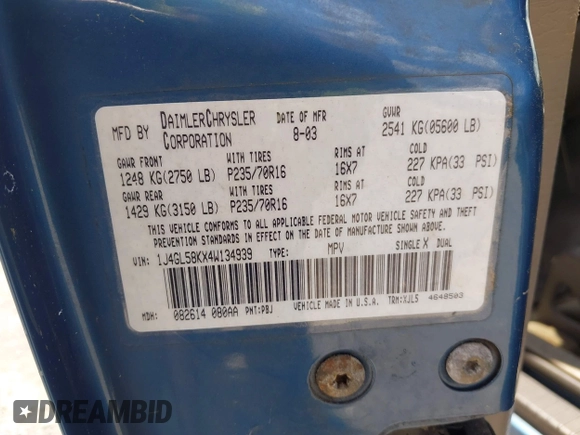 MFD BY DAIMLERCHRYSLER CORPORATION
DATE OF MFR 8-03
GVWR 2541 KG(05600 LB)
GAWR FRONT WITH TIRES RIMS AT COLD
1248 KG(2750 LB) P235/70R16 16X7 227 KPA(33 PSI)
GAWR REAR WITH TIRES RIMS AT COLD
1429 KG(3150 LB) P235/70R16 16X7 227 KPA(33 PSI)
THIS VEHICLE CONFORMS TO ALL APPLICABLE FEDERAL MOTOR VEHICLE SAFETY AND THEFT
PREVENTION STANDARDS IN EFFECT ON THE DATE OF MANUFACTURE SHOWN ABOVE.
VIN: 1J4GL58KX4W134939 TYPE: MPV SINGLE X DUAL
MDH: 082614 080AA PNT:PBJ VEHICLE MADE IN U.S.A. TRM:XJL5 4648503
$DREAMBID